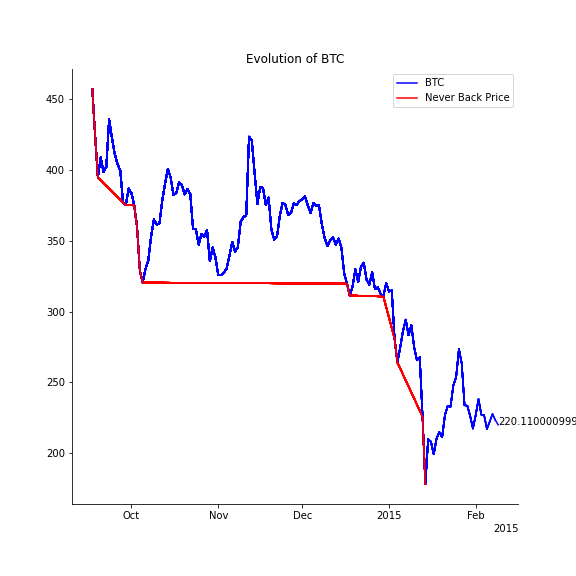 Evolution of BTC
BTC
Never Back Price
450
400
350
300
250
200
220.110000999
Oct
Nov
Dec
2015
Feb
2015